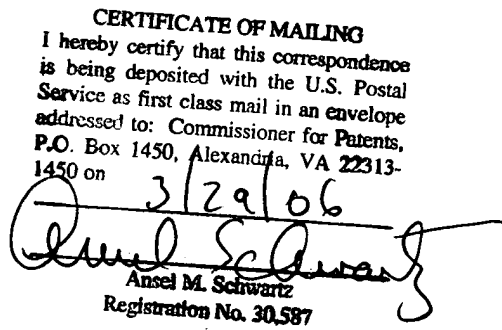 CERTIFICATE OF MAILING
I hereby certify that this correspondence
is being deposited with the U.S. Postal
Service as first class mail in an envelope
addressed to: Commissioner for Patents,
P.O. Box 1450, Alexandria, VA 22313-
1450 on
3/29/06
Ansel Schwartz
Ansel M. Schwartz
Registration No. 30,587